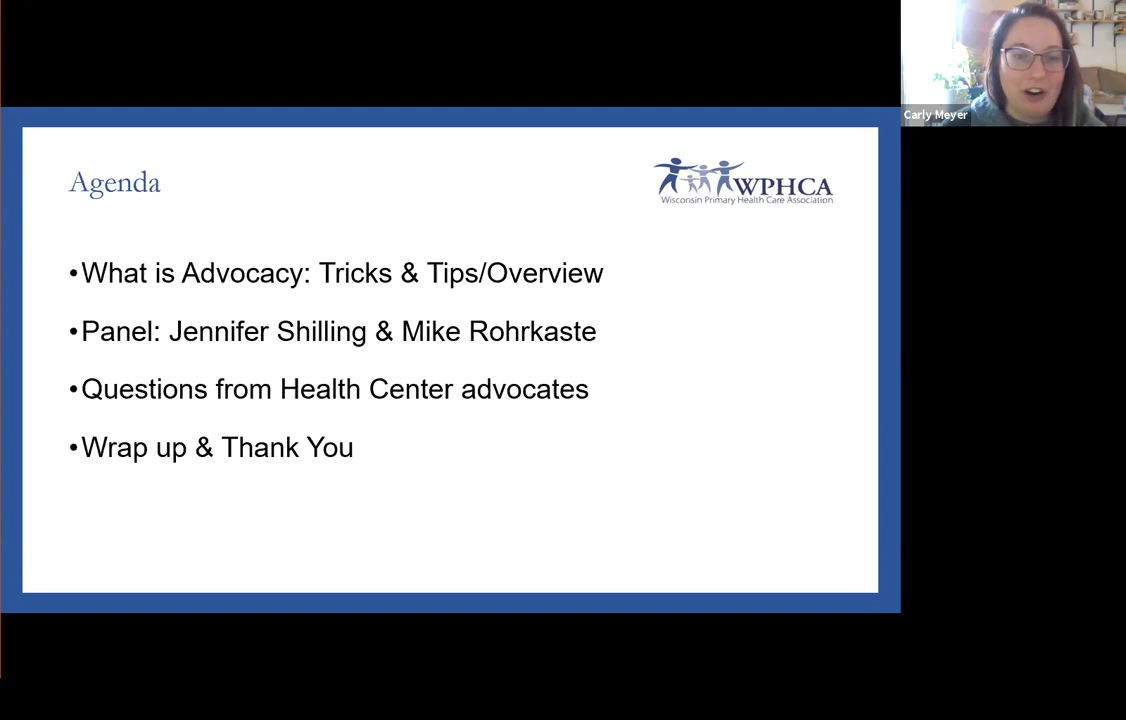 Carly Meyer
Agenda
WPHCA
Wisconsin Primary Health Care Association
•What is Advocacy: Tricks & Tips/Overview
•Panel: Jennifer Shilling & Mike Rohrkaste
•Questions from Health Center advocates
•Wrap up & Thank You